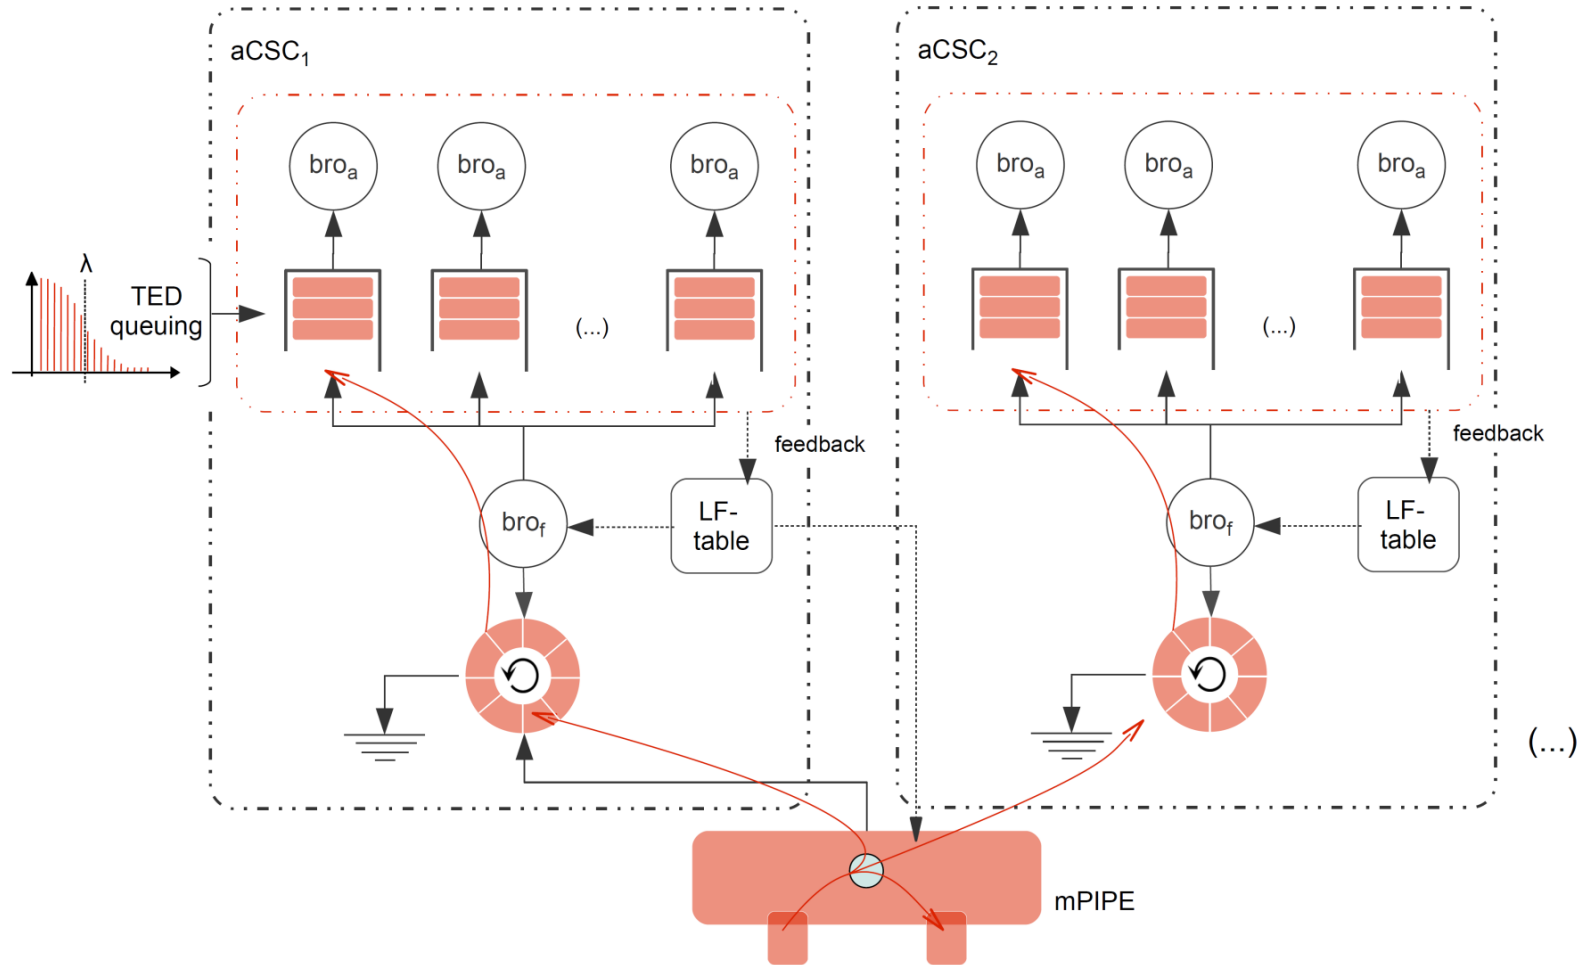 aCSC1
aCSC2
broa
broa
broa
broa
broa
broa
λ
TED
queuing
(...)
(...)
feedback
feedback
brof
LF-
table
brof
LF-
table
(...)
mPIPE